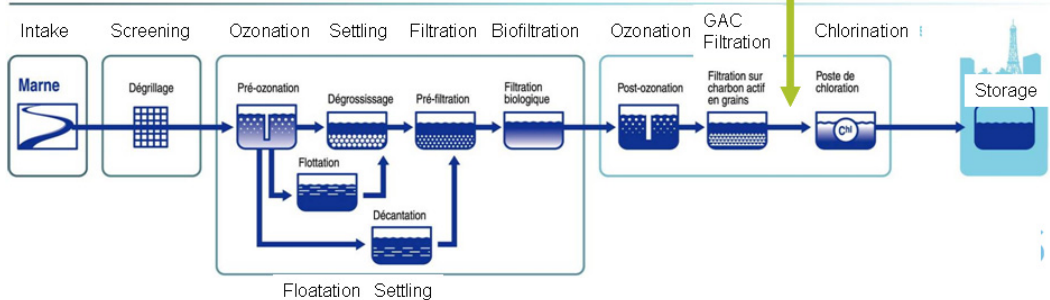 Intake
Screening
Ozonation
Settling
Filtration
Biofiltration
Ozonation
GAC
Filtration
Chlorination
Marne
Dégrillage
Pré-ozonation
Dégrossissage
Pré-filtration
Filtration
biologique
Post-ozonation
Filtration sur
charbon actif
en grains
Poste de
chloration
Storage
Chl
Flottation
Décantation
Floatation
Settling